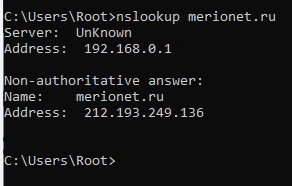 C:\Users\Root>nslookup merionet.ru
Server:  UnKnown
Address:  192.168.0.1
Non-authoritative answer:
Name:    merionet.ru
Address:  212.193.249.136
C:\Users\Root>